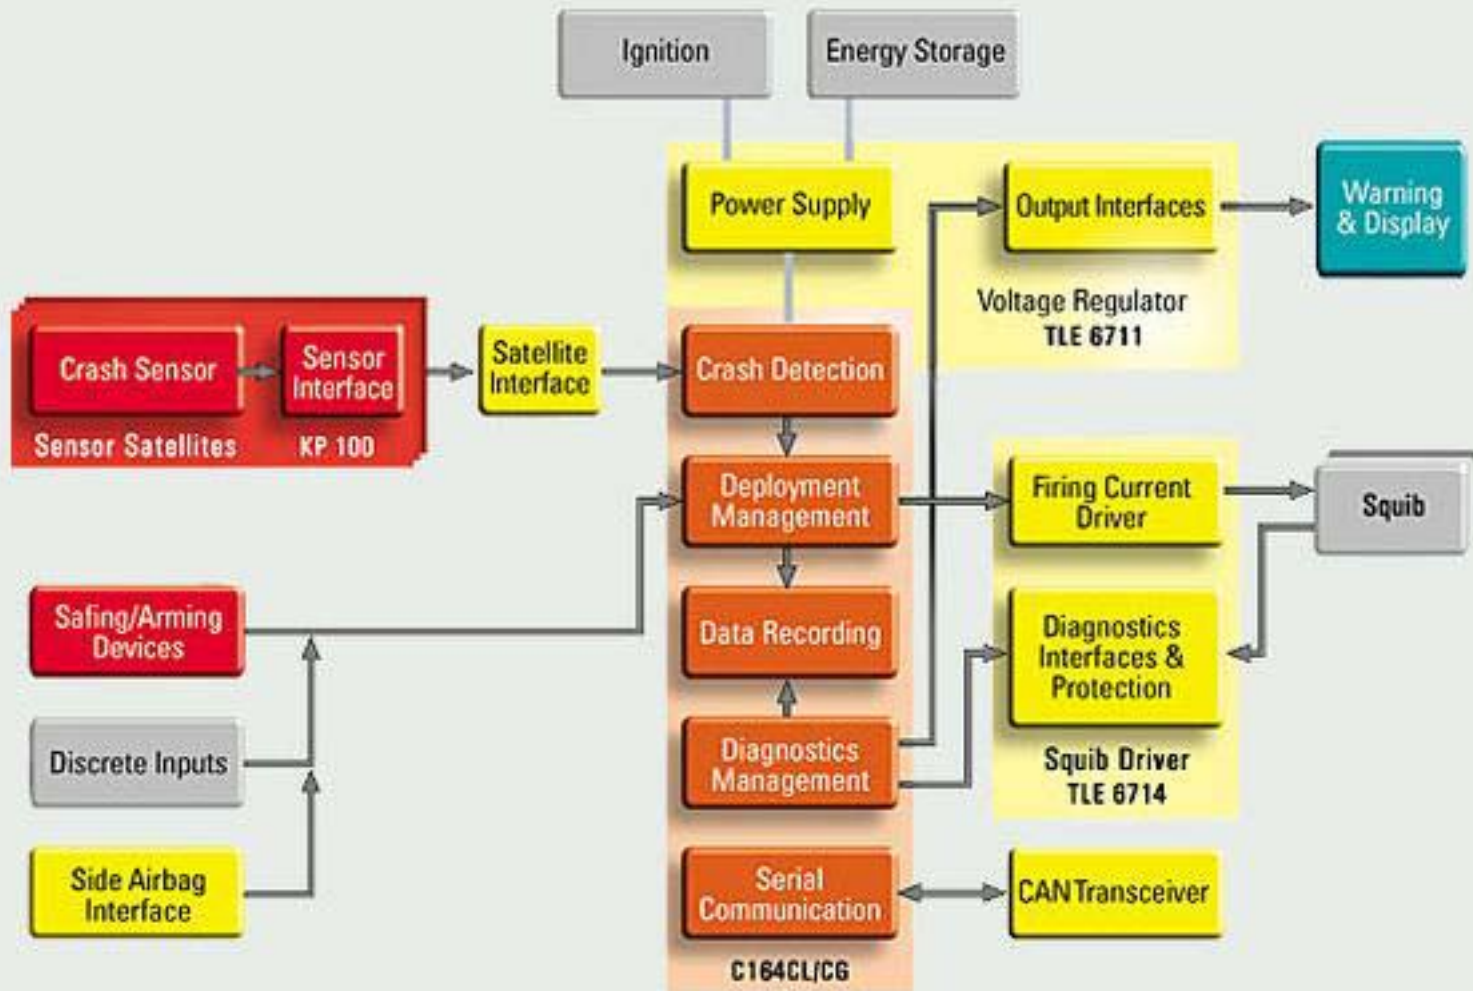 Ignition
Energy Storage
Power Supply
Output Interfaces
Warning
& Display
Voltage Regulator
TLE 6711
Crash Sensor
Sensor
Interface
Sensor Satellites
KP 100
Satellite
Interface
Crash Detection
Deployment
Management
Firing Current
Driver
Squib
Safing/Arming
Devices
Data Recording
Diagnostics
Interfaces &
Protection
Discrete Inputs
Diagnostics
Management
Squib Driver
TLE 6714
Side Airbag
Interface
Serial
Communication
CAN Transceiver
C164CL/CG